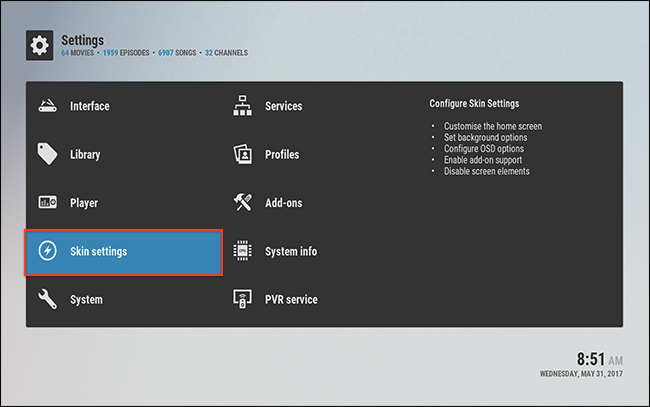 Settings
64 MOVIES • 1959 EPISODES • 6907 SONGS • 32 CHANNELS
Interface
Library
Player
Skin settings
System
Services
Profiles
Add-ons
System info
PVR service
Configure Skin Settings
• Customise the home screen
• Set background options
• Configure OSD options
• Enable add-on support
• Disable screen elements
8:51 AM
WEDNESDAY, MAY 31, 2017